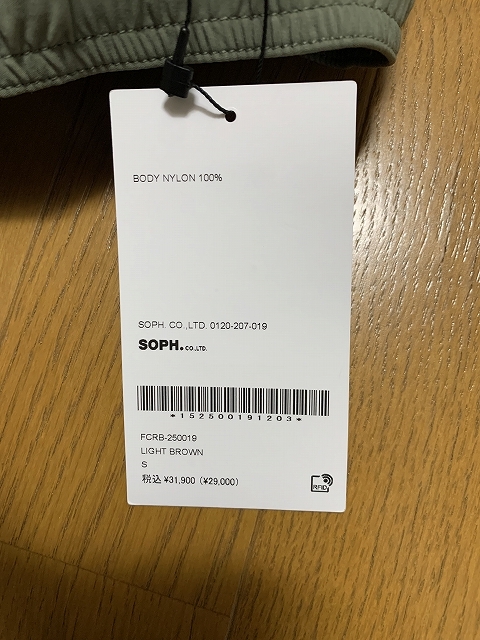 BODY NYLON 100%
SOPH. CO.,LTD. 0120-207-019
SOPH. CO.,LTD.
*152500191203*
FCRB-250019
LIGHT BROWN
S
税込 ¥31,900 (¥29,000)
RFID